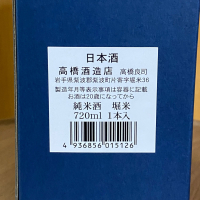 日本酒
高橋酒造店 高橋良司
岩手県紫波郡紫波町片寄字堀米36
製造年月等表示事項は容器に記載
お酒は20歳になってから
純米酒 堀米
720ml 1本入
4 936856 015126